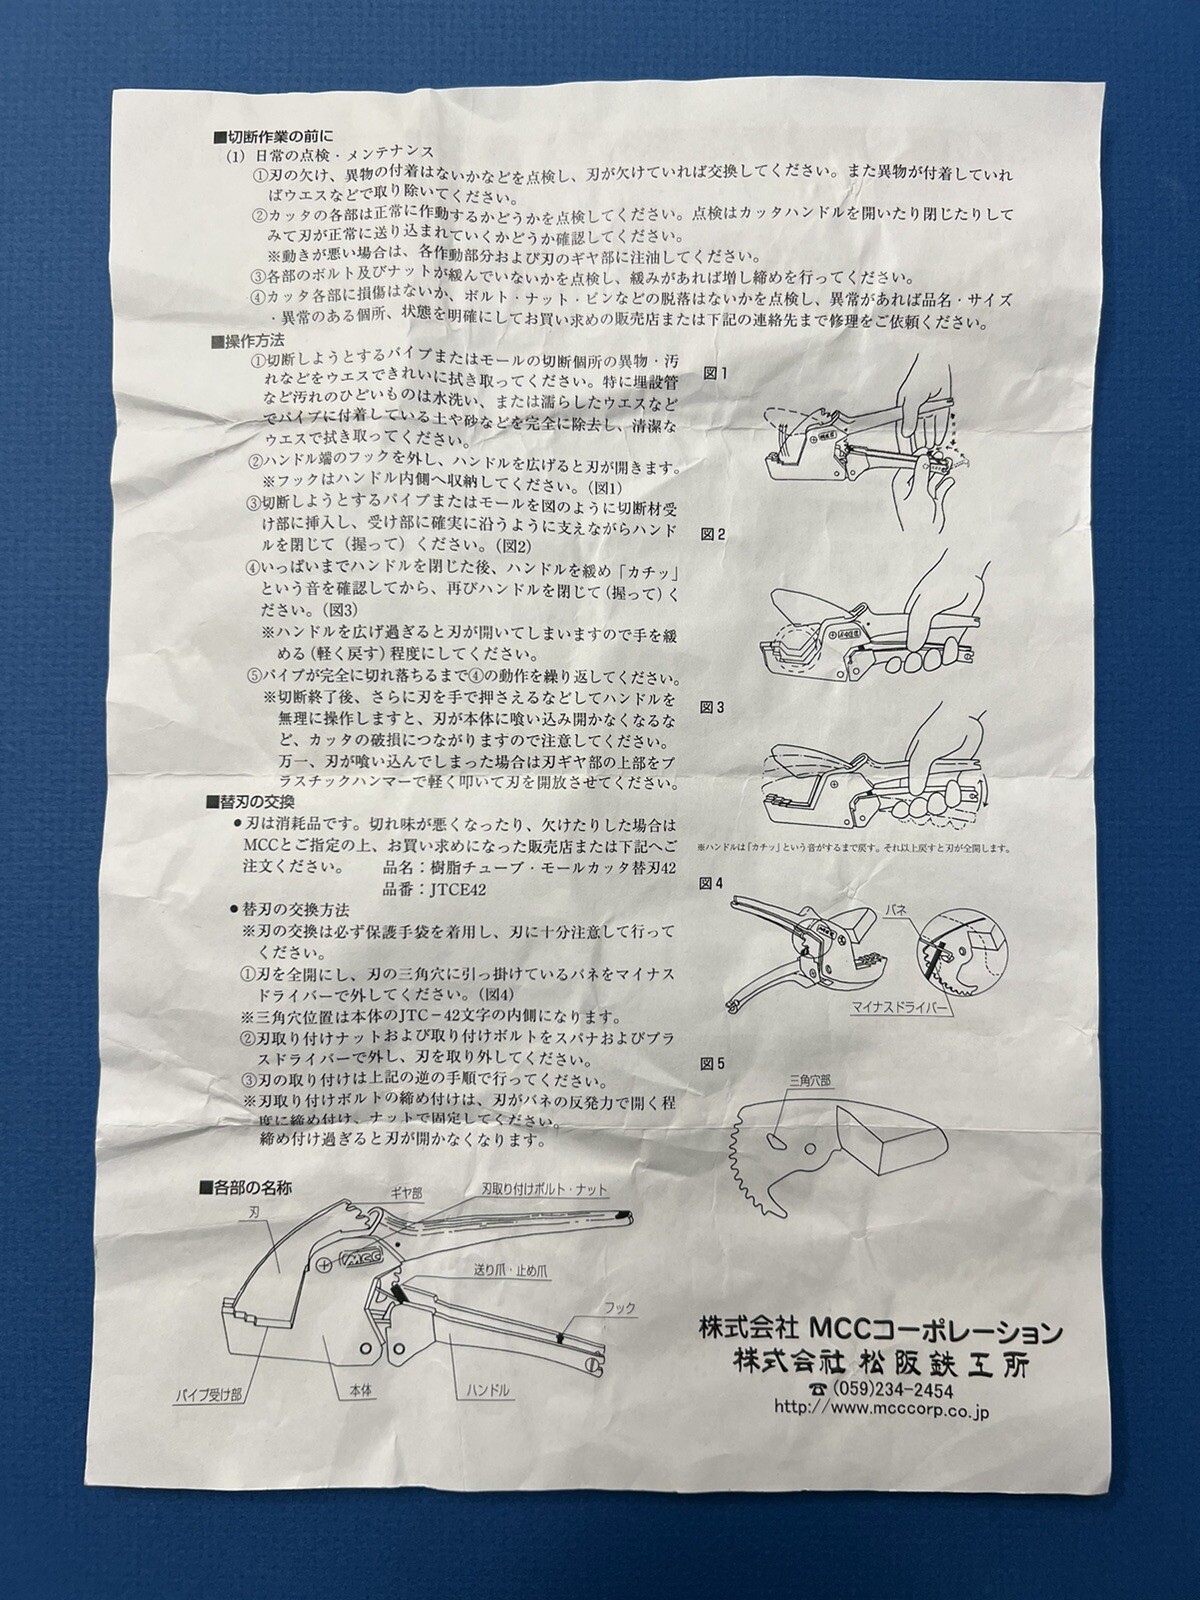 ■切断作業の前に
(1) 日常の点検・メンテナンス
①刃の欠け、異物の付着はないかなどを点検し、刃が欠けていれば交換してください。また異物が付着していれ
ばウエスなどで取り除いてください。
②カッタの各部は正常に作動するかどうかを点検してください。点検はカッタハンドルを開いたり閉じたりして
みて刃が正常に送り込まれていくかどうか確認してください。
※動きが悪い場合は、各作動部分および刃のギヤ部に注油してください。
③各部のボルト及びナットが緩んでいないかを点検し、緩みがあれば増し締めを行ってください。
④カッタ各部に損傷はないか、ボルト・ナット・ピンなどの脱落はないかを点検し、異常があれば品名・サイズ
・異常のある個所、状態を明確にしてお買い求めの販売店または下記の連絡先まで修理をご依頼ください。
■操作方法
①切断しようとするパイプまたはモールの切断個所の異物・汚
れなどをウエスできれいに拭き取ってください。特に埋設管
など汚れのひどいものは水洗い、または濡らしたウエスなど
でパイプに付着している土や砂などを完全に除去し、清潔な
ウエスで拭き取ってください。
②ハンドル端のフックを外し、ハンドルを広げると刃が開きます。
※フックはハンドル内側へ収納してください。(図1)
③切断しようとするパイプまたはモールを図のように切断材受
け部に挿入し、受け部に確実に沿うように支えながらハンド
ルを閉じて（握って）ください。(図2)
④いっぱいまでハンドルを閉じた後、ハンドルを緩め「カチッ」
という音を確認してから、再びハンドルを閉じて（握って）く
ださい。(図3)
※ハンドルを広げ過ぎると刃が開いてしまいますので手を緩
める（軽く戻す）程度にしてください。
⑤パイプが完全に切れ落ちるまで④の動作を繰り返してください。
※切断終了後、さらに刃を手で押さえるなどしてハンドルを
無理に操作しますと、刃が本体に喰い込み開かなくなるな
ど、カッタの破損につながりますので注意してください。
万一、刃が喰い込んでしまった場合は刃ギヤ部の上部をプ
ラスチックハンマーで軽く叩いて刃を開放させてください。
■替刃の交換
●刃は消耗品です。切れ味が悪くなったり、欠けたりした場合は
MCCとご指定の上、お買い求めになった販売店または下記へご
注文ください。　品名：樹脂チューブ・モールカッタ替刃42
品番：JTCE42
●替刃の交換方法
※刃の交換は必ず保護手袋を着用し、刃に十分注意して行って
ください。
①刃を全開にし、刃の三角穴に引っ掛けているバネをマイナス
ドライバーで外してください。(図4)
※三角穴位置は本体のJTC－42文字の内側になります。
②刃取り付けナットおよび取り付けボルトをスパナおよびプラ
スドライバーで外し、刃を取り外してください。
③刃の取り付けは上記の逆の手順で行ってください。
※刃取り付けボルトの締め付けは、刃がバネの反発力で開く程
度に締め付け、ナットで固定してください。
締め付け過ぎると刃が開かなくなります。
図1
MCC
図2
MCC
図3
※ハンドルは「カチッ」という音がするまで戻す。それ以上戻すと刃が全開します。
図4
バネ
MCC
マイナスドライバー
図5
三角穴部
■各部の名称
刃
ギヤ部
刃取り付けボルト・ナット
MCC
送り爪・止め爪
フック
パイプ受け部
本体
ハンドル
株式会社 MCCコーポレーション
株式会社 松阪鉄工所
☎(059)234-2454
http://www.mcccorp.co.jp